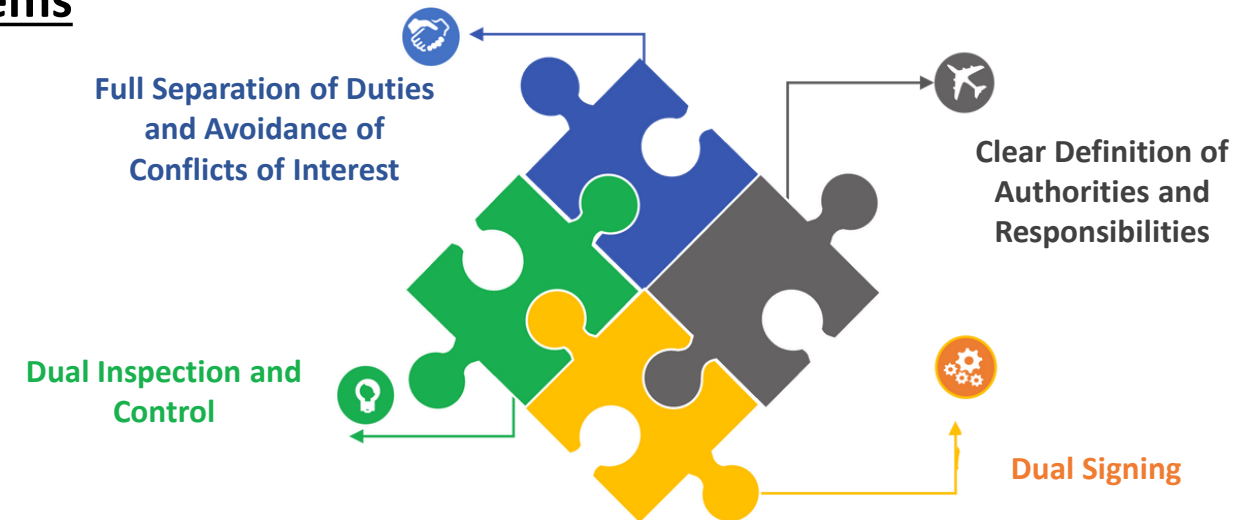 ems
Full Separation of Duties
and Avoidance of
Conflicts of Interest
Clear Definition of
Authorities and
Responsibilities
Dual Inspection and
Control
Dual Signing